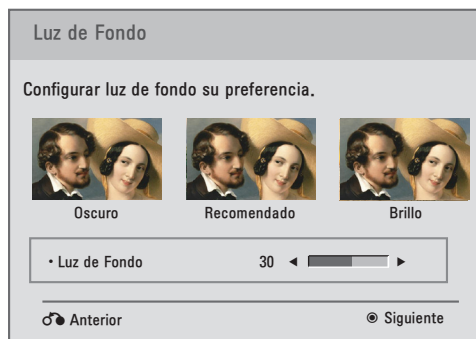 Luz de Fondo
Configurar luz de fondo su preferencia.
Oscuro Recomendado Brillo
• Luz de Fondo 30 ◄ ►
Anterior ◉ Siguiente